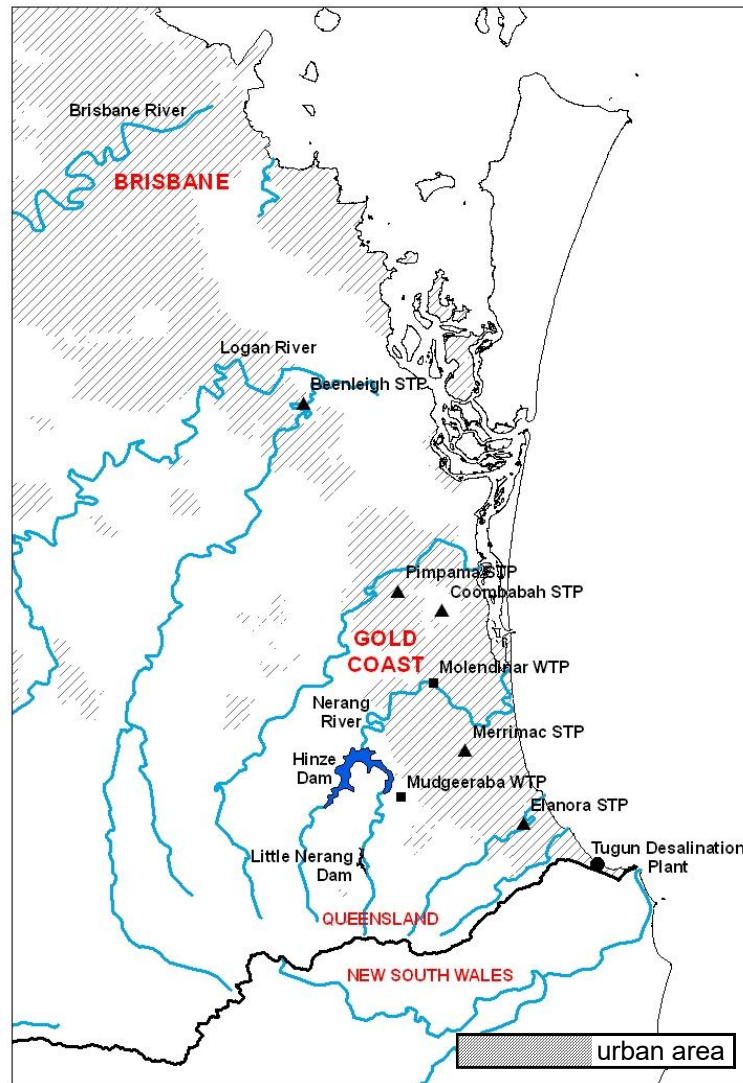 Brisbane River
BRISBANE
Logan River
Beenleigh STP
Pimpama STP
Coombabah STP
GOLD
COAST
Molendinar WTP
Nerang
River
Merrimac STP
Hinze
Dam
Mudgeeraba WTP
Elanora STP
Tugun Desalination
Plant
Little Nerang
Dam
QUEENSLAND
NEW SOUTH WALES
urban area